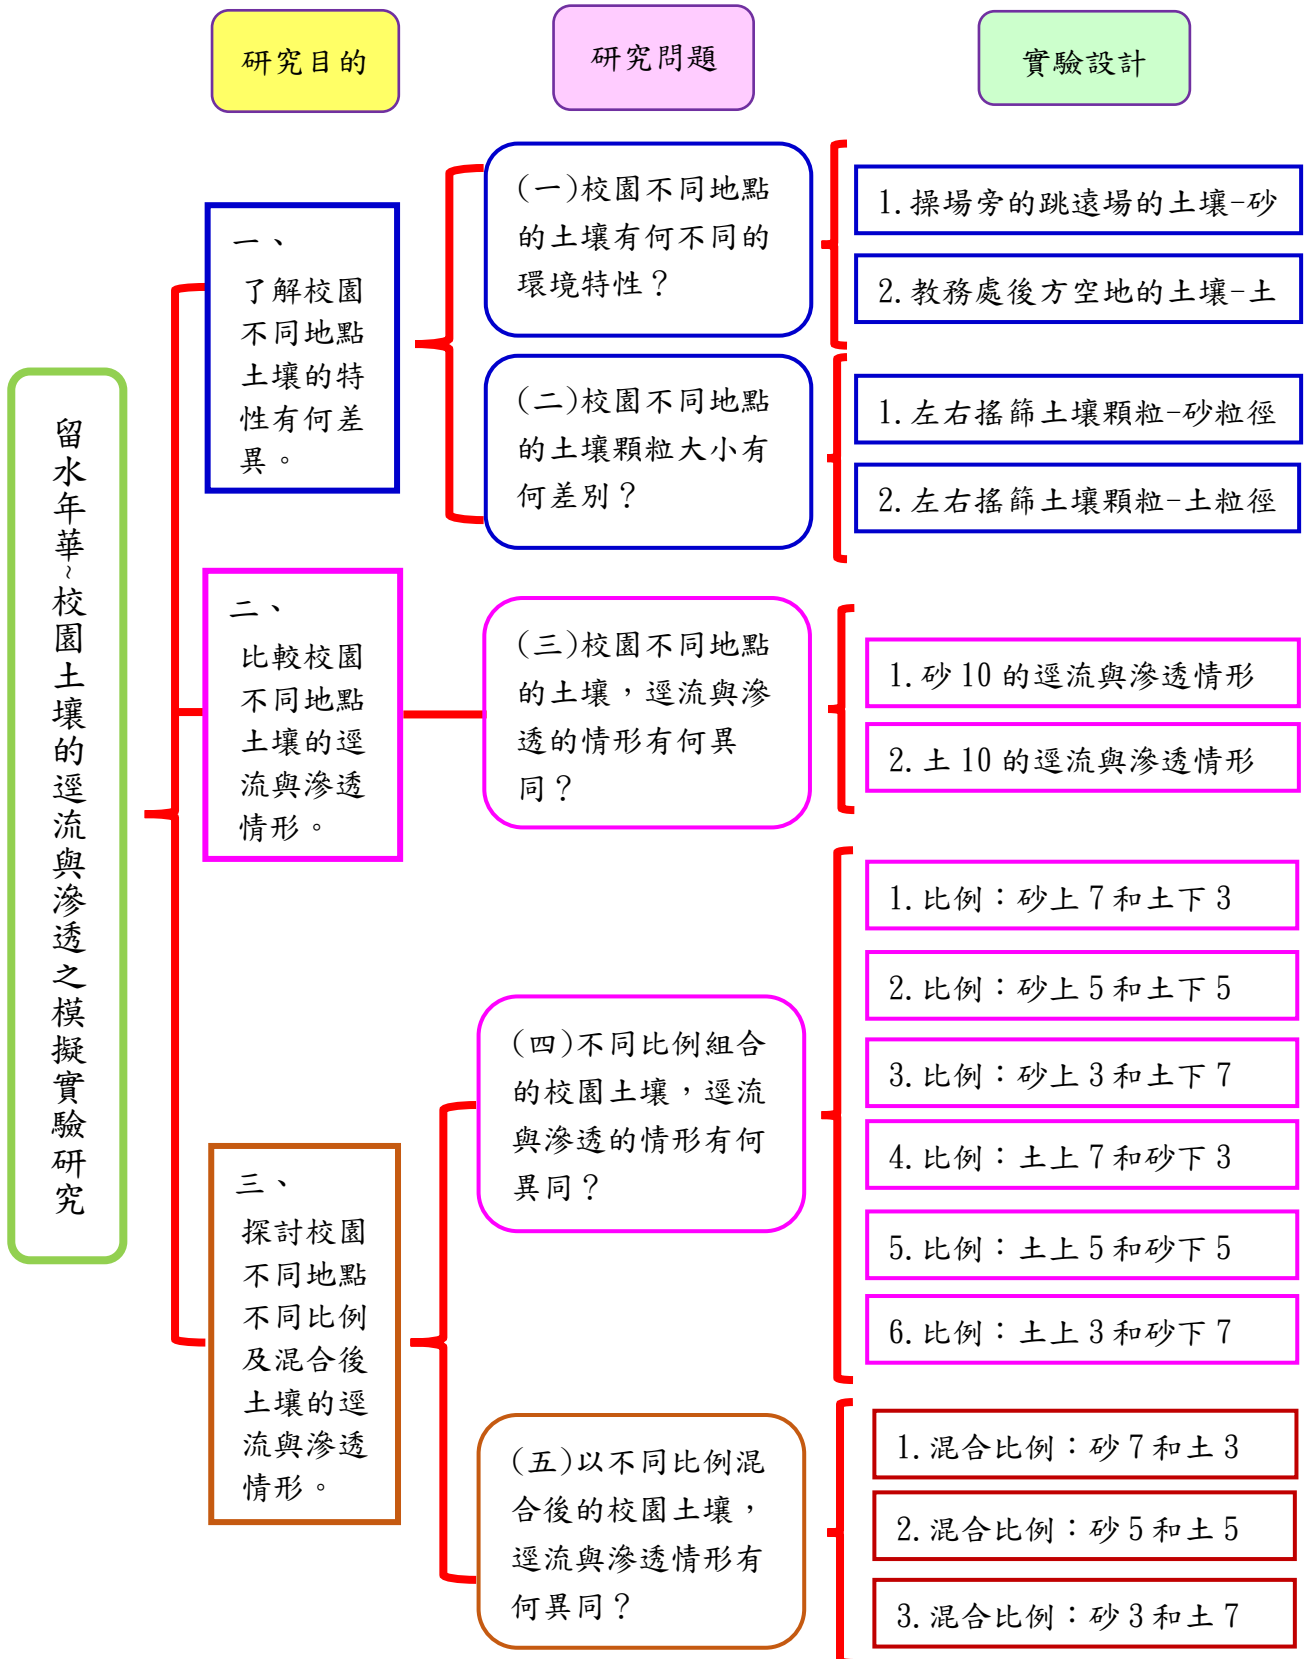 研究目的
研究問題
實驗設計
留水年華~校園土壤的逕流與滲透之模擬實驗研究
一、
了解校園
不同地點
土壤的特
性有何差
異。
(一)校園不同地點
的土壤有何不同的
環境特性？
1.操場旁的跳遠場的土壤-砂
2.教務處後方空地的土壤-土
(二)校園不同地點
的土壤顆粒大小有
何差別？
1.左右搖篩土壤顆粒-砂粒徑
2.左右搖篩土壤顆粒-土粒徑
二、
比較校園
不同地點
土壤的逕
流與滲透
情形。
(三)校園不同地點
的土壤，逕流與滲
透的情形有何異
同？
1.砂10的逕流與滲透情形
2.土10的逕流與滲透情形
三、
探討校園
不同地點
不同比例
及混合後
土壤的逕
流與滲透
情形。
(四)不同比例組合
的校園土壤，逕流
與滲透的情形有何
異同？
1.比例：砂上7和土下3
2.比例：砂上5和土下5
3.比例：砂上3和土下7
4.比例：土上7和砂下3
5.比例：土上5和砂下5
6.比例：土上3和砂下7
(五)以不同比例混
合後的校園土壤，
逕流與滲透情形有
何異同？
1.混合比例：砂7和土3
2.混合比例：砂5和土5
3.混合比例：砂3和土7